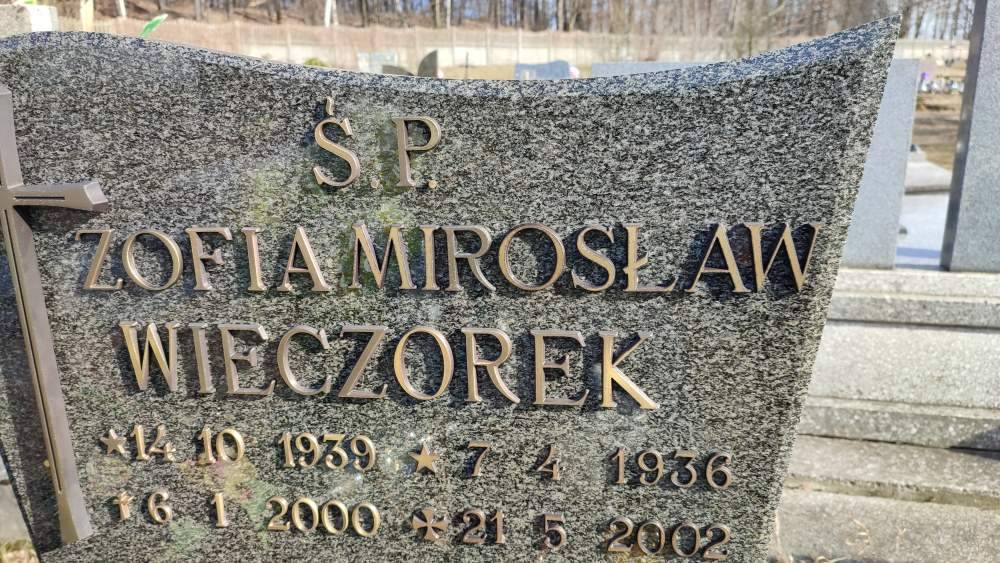 Ś.P.
ZOFIA MIROSŁAW
WIECZOREK
14 10 1939 7 4 1936
6 1 2000 21 5 2002